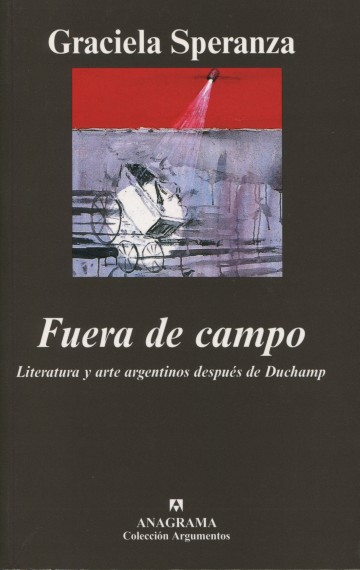 Graciela Speranza
Fuera de campo
Literatura y arte argentinos después de Duchamp
ANAGRAMA
Colección Argumentos